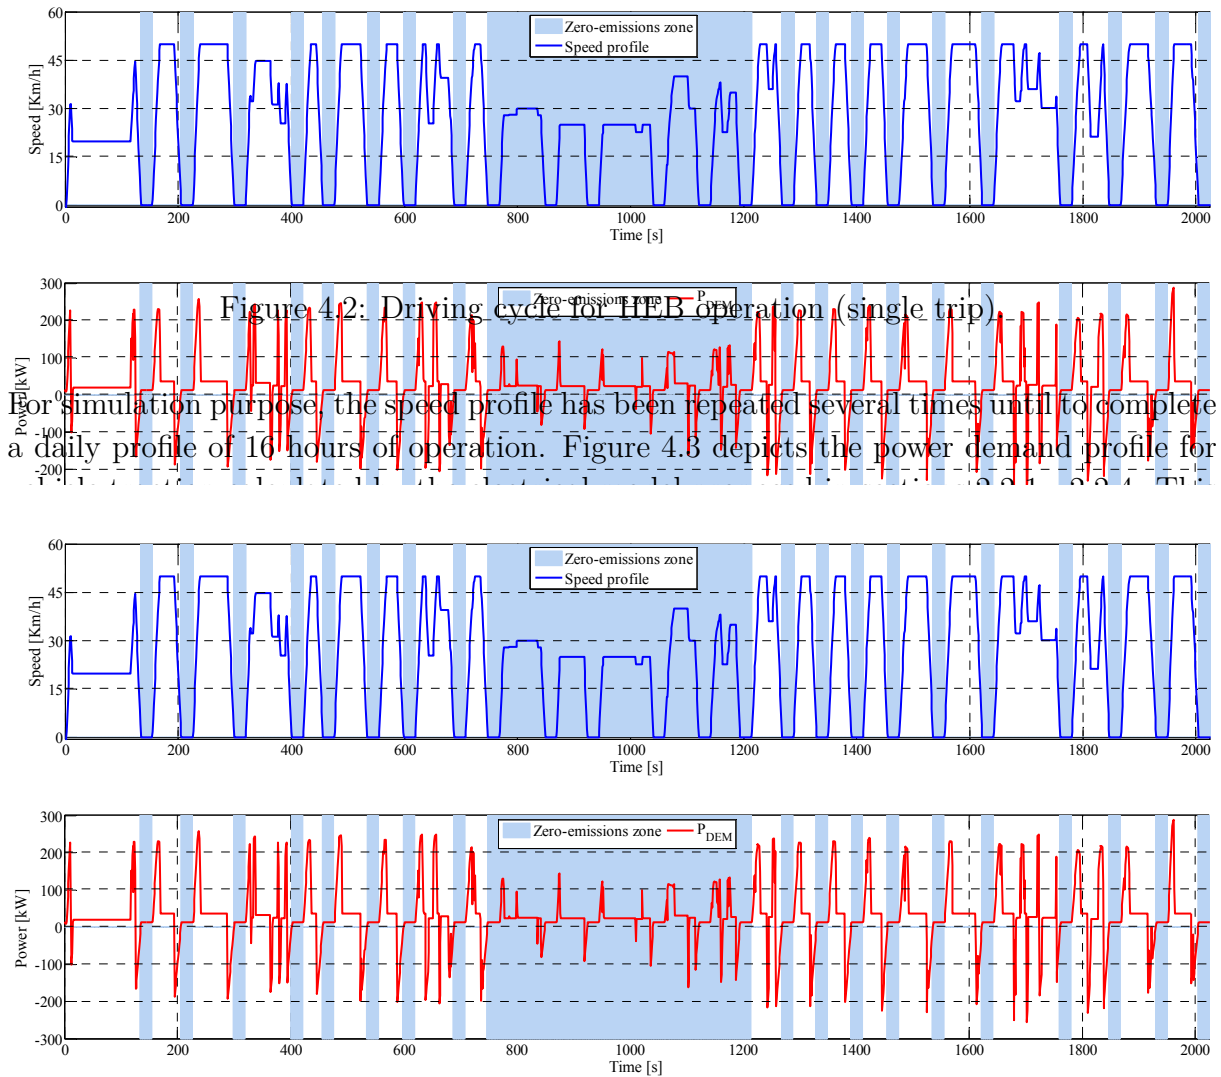 60
45
30
15
0
Speed [Km/h]
Zero-emissions zone
Speed profile
0 200 400 600 800 1000 1200 1400 1600 1800 2000
Time [s]
300
200
100
0
-100
-200
Power [kW]
Zero-emissions zone P_DEM
Figure 4.2: Driving cycle for HEB operation (single trip)
For simulation purpose, the speed profile has been repeated several times until to complete
a daily profile of 16 hours of operation. Figure 4.3 depicts the power demand profile for
60
45
30
15
0
Speed [Km/h]
Zero-emissions zone
Speed profile
0 200 400 600 800 1000 1200 1400 1600 1800 2000
Time [s]
300
200
100
0
-100
-200
-300
Power [kW]
Zero-emissions zone P_DEM
0 200 400 600 800 1000 1200 1400 1600 1800 2000
Time [s]